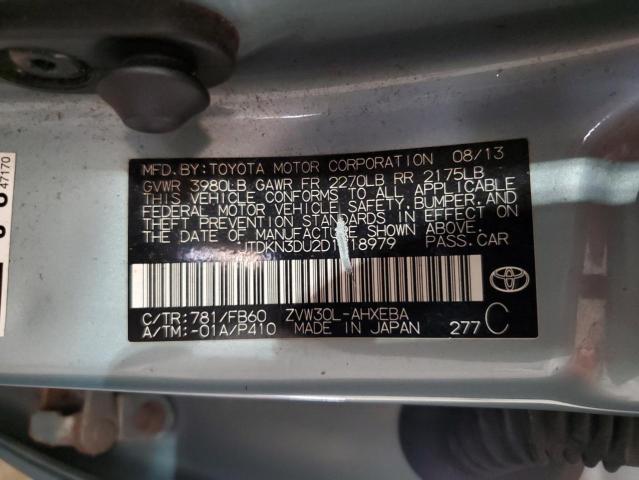 MFD.BY:TOYOTA MOTOR CORPORATION 08/13
GVWR 3980LB GAWR FR 2270LB RR 2175LB
THIS VEHICLE CONFORMS TO ALL APPLICABLE
FEDERAL MOTOR VEHICLE SAFETY, BUMPER, AND
THEFT PREVENTION STANDARDS IN EFFECT ON
THE DATE OF MANUFACTURE SHOWN ABOVE.
PASS.CAR
C/TR:781/FB60 ZVW30L-AHXEBA
A/TM:-01A/P410 MADE IN JAPAN 277 C
47170